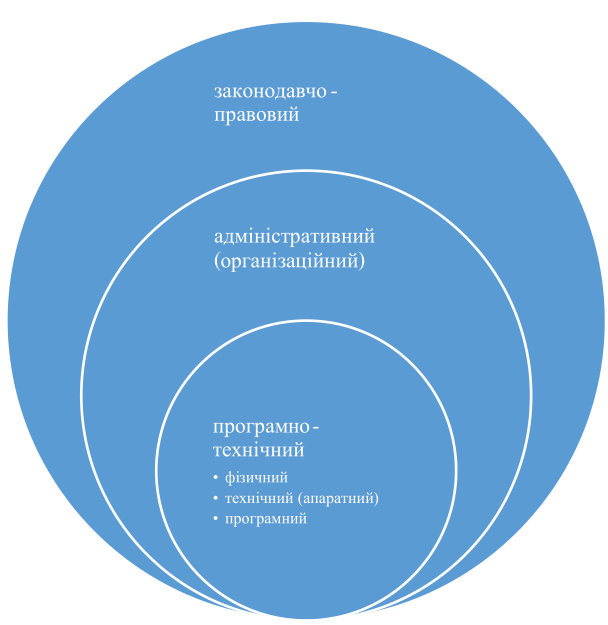 законодавчо-
правовий
адміністративний
(організаційний)
програмно-
технічний
• фізичний
• технічний (апаратний)
• програмний